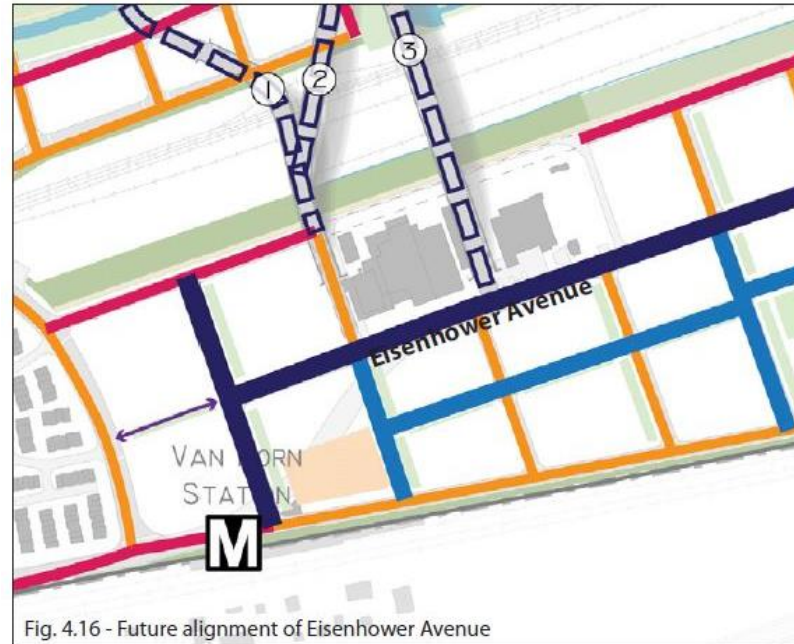 1
2
3
Eisenhower Avenue
VAN DORN
STATION
M
Fig. 4.16 - Future alignment of Eisenhower Avenue